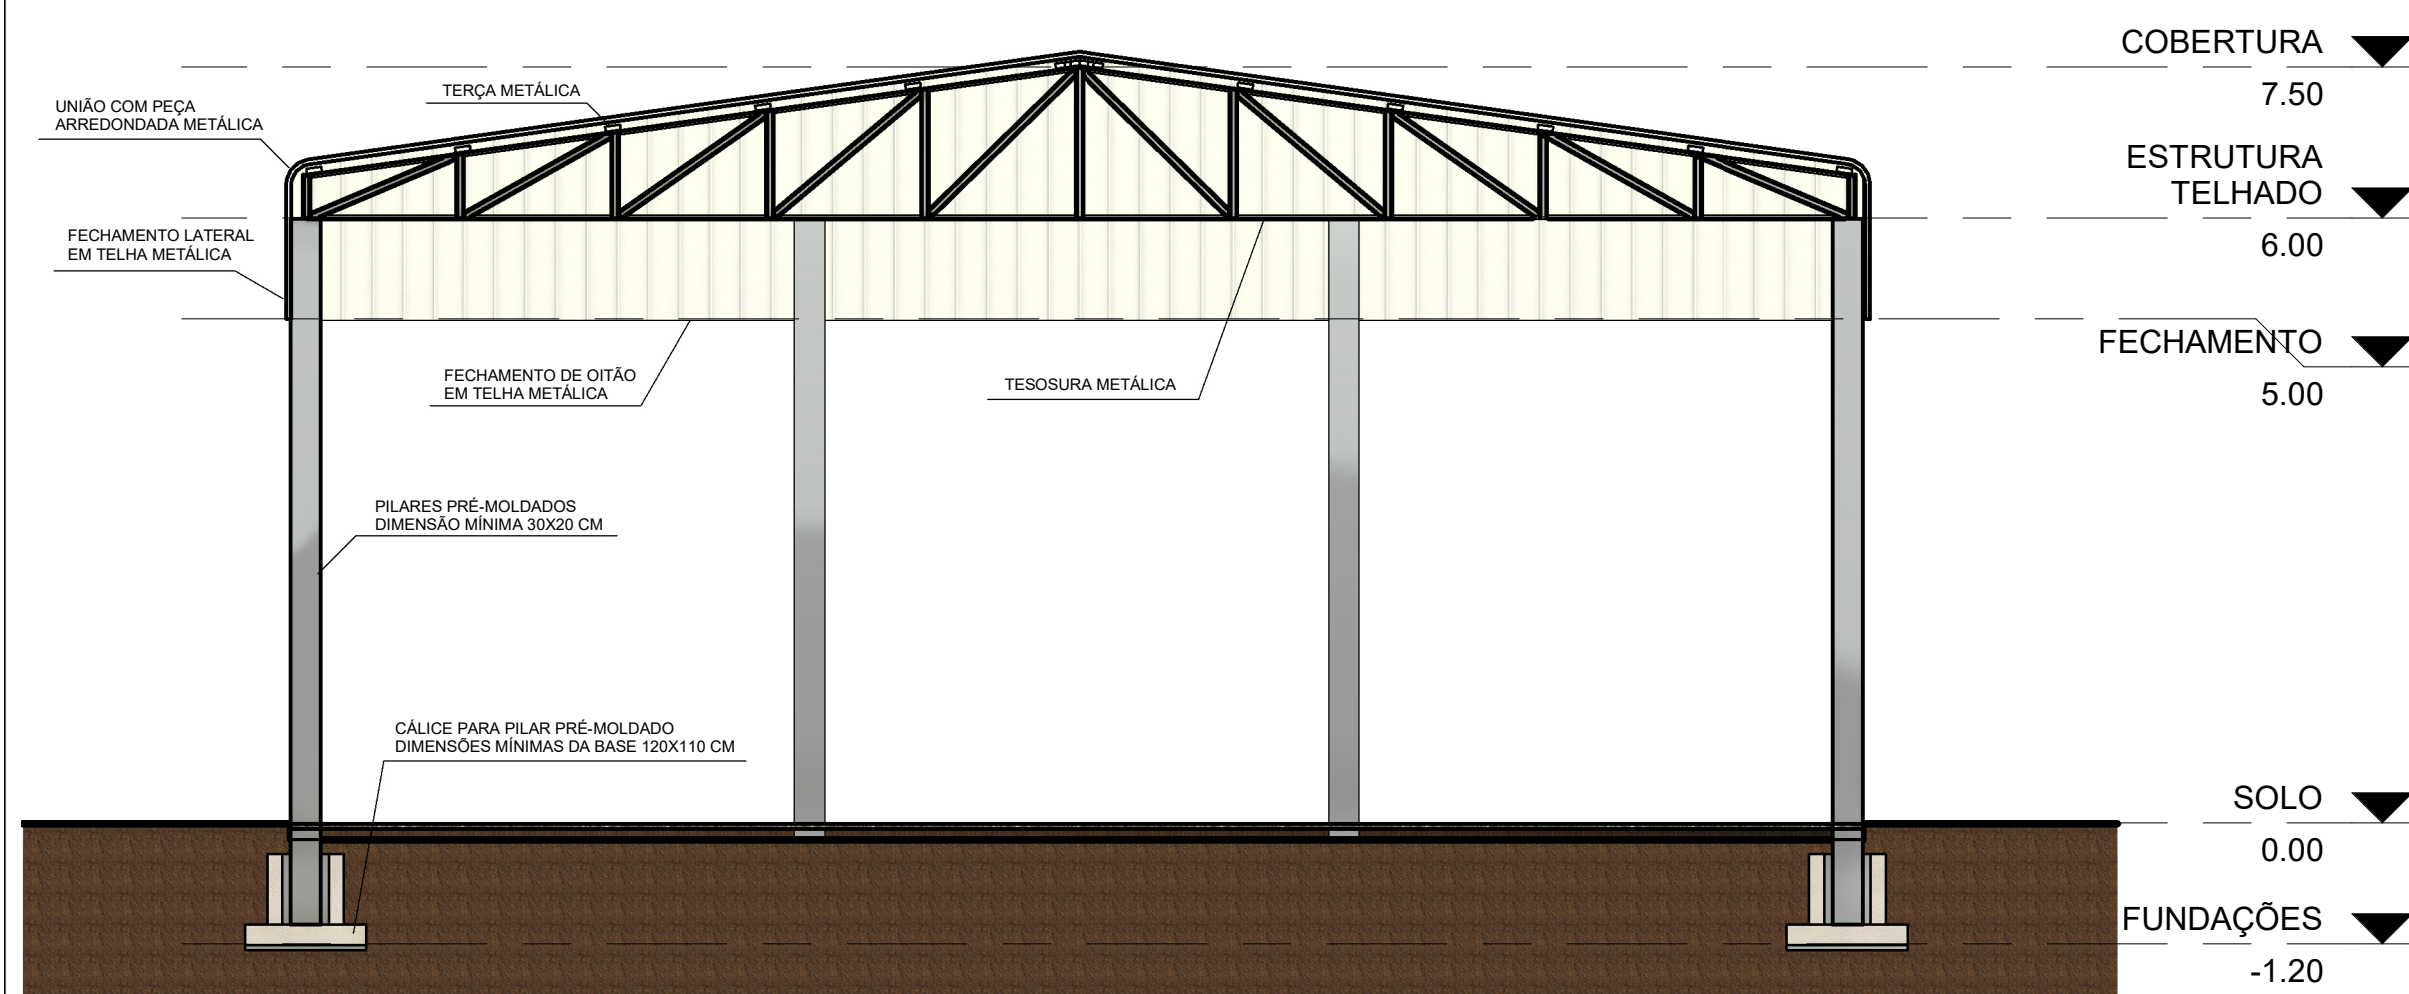 COBERTURA
7.50
UNIÃO COM PEÇA
ARREDONDADA METÁLICA
TERÇA METÁLICA
ESTRUTURA
TELHADO
6.00
FECHAMENTO LATERAL
EM TELHA METÁLICA
FECHAMENTO
5.00
FECHAMENTO DE OITÃO
EM TELHA METÁLICA
TESOSURA METÁLICA
PILARES PRÉ-MOLDADOS
DIMENSÃO MÍNIMA 30X20 CM
CÁLICE PARA PILAR PRÉ-MOLDADO
DIMENSÕES MÍNIMAS DA BASE 120X110 CM
SOLO
0.00
FUNDAÇÕES
-1.20